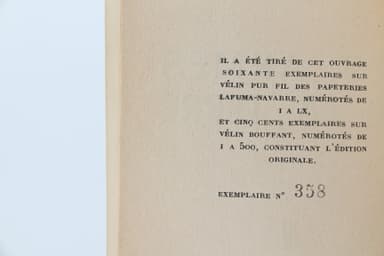 IL A ÉTÉ TIRÉ DE CET OUVRAGE
SOIXANTE EXEMPLAIRES SUR
VÉLIN PUR FIL DES PAPETERIES
LAFUMA-NAVARRE, NUMÉROTÉS DE
I A LX,
ET CINQ CENTS EXEMPLAIRES SUR
VÉLIN BOUFFANT, NUMÉROTÉS DE
1 A 500, CONSTITUANT L'ÉDITION
ORIGINALE.
EXEMPLAIRE N° 358